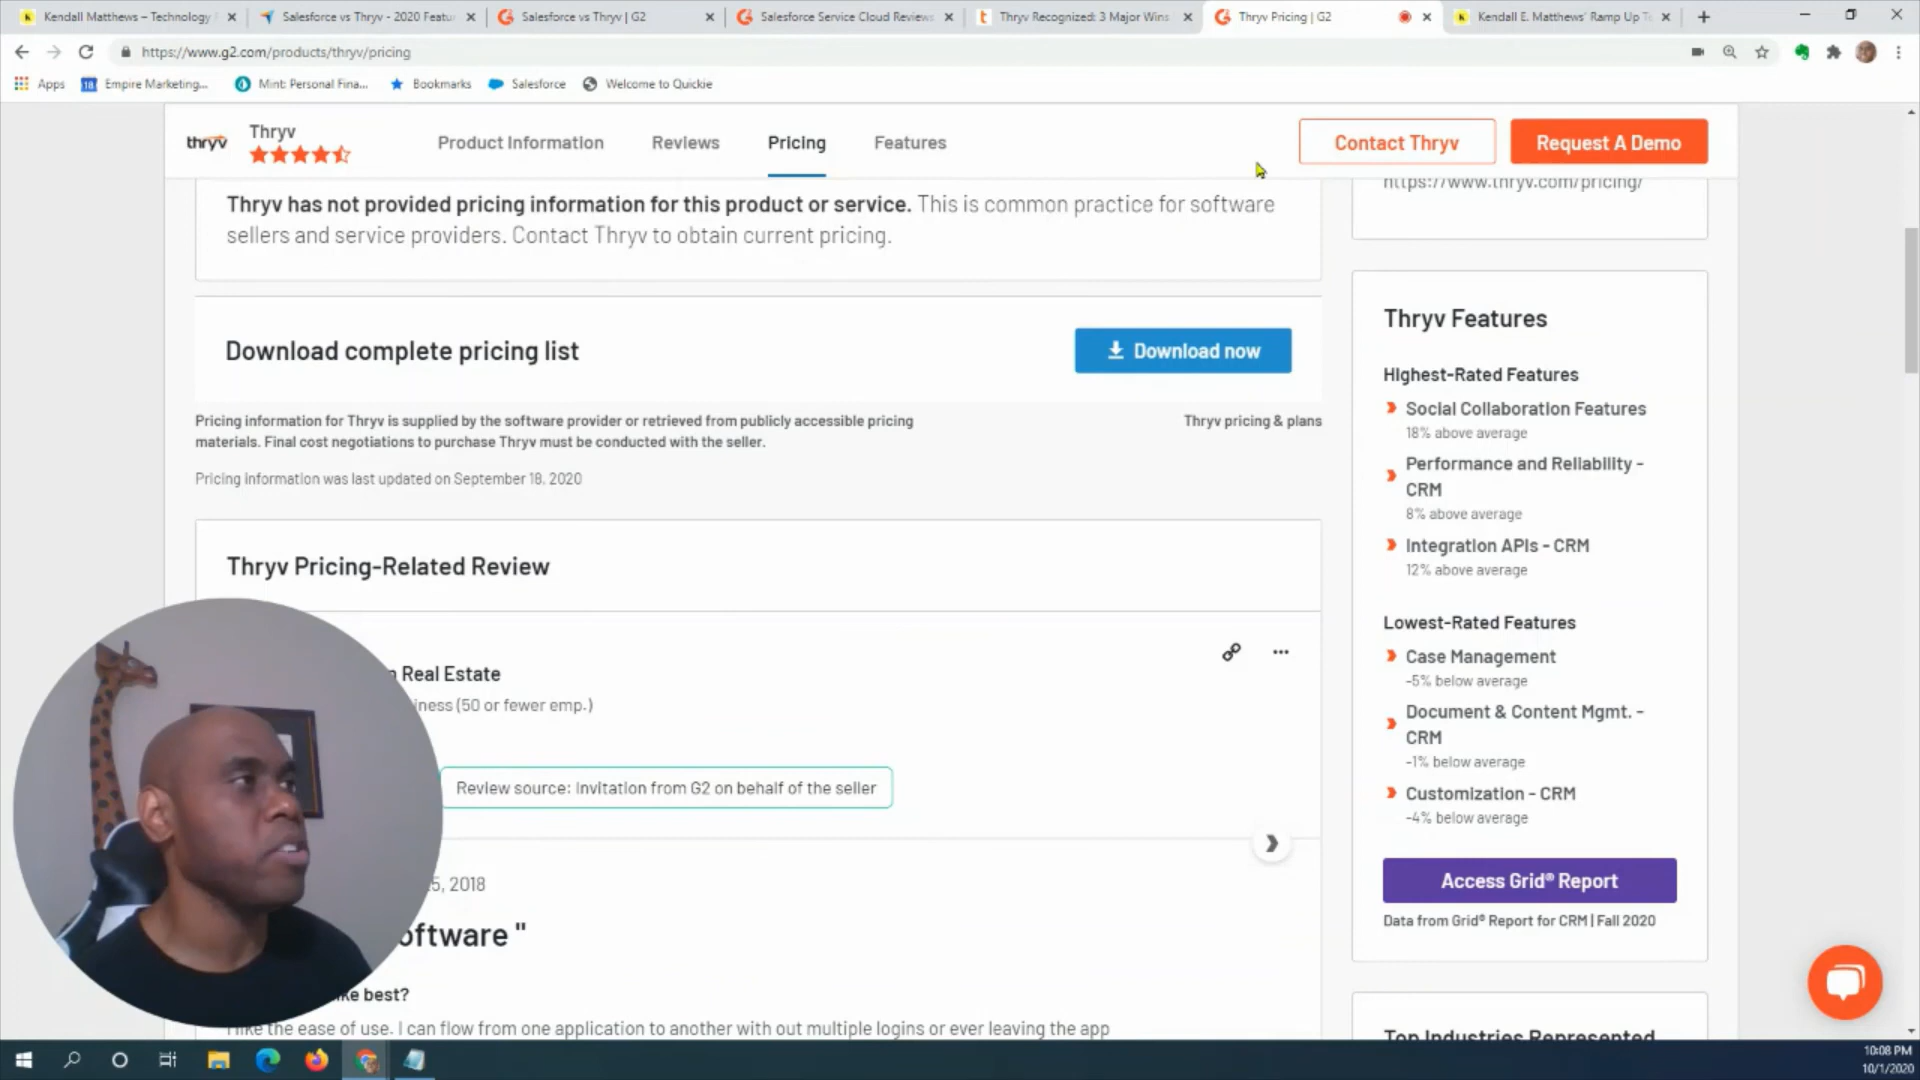 Kendall Matthews – Technology
Salesforce vs Thryv - 2020 Featu
Salesforce vs Thryv | G2
Salesforce Service Cloud Reviews
Thryv Recognized: 3 Major Wins
Thryv Pricing | G2
Kendall E. Matthews' Ramp Up T
https://www.g2.com/products/thryv/pricing
Apps
Empire Marketing...
Mint: Personal Fina...
Bookmarks
Salesforce
Welcome to Quickie
thryv
Thryv
Product Information
Reviews
Pricing
Features
Contact Thryv
Request A Demo
https://www.thryv.com/pricing/
Thryv has not provided pricing information for this product or service. This is common practice for software
sellers and service providers. Contact Thryv to obtain current pricing.
Download complete pricing list
Download now
Pricing information for Thryv is supplied by the software provider or retrieved from publicly accessible pricing
materials. Final cost negotiations to purchase Thryv must be conducted with the seller.
Thryv pricing & plans
Pricing information was last updated on September 18, 2020
Thryv Pricing-Related Review
Real Estate
iness (50 or fewer emp.)
Review source: Invitation from G2 on behalf of the seller
5, 2018
oftware "
ke best?
I like the ease of use. I can flow from one application to another with out multiple logins or ever leaving the app
Thryv Features
Highest-Rated Features
Social Collaboration Features
18% above average
Performance and Reliability -
CRM
8% above average
Integration APIs - CRM
12% above average
Lowest-Rated Features
Case Management
-5% below average
Document & Content Mgmt. -
CRM
-1% below average
Customization - CRM
-4% below average
Access Grid® Report
Data from Grid® Report for CRM | Fall 2020
Top Industries Represented
10:08 PM
10/1/2020